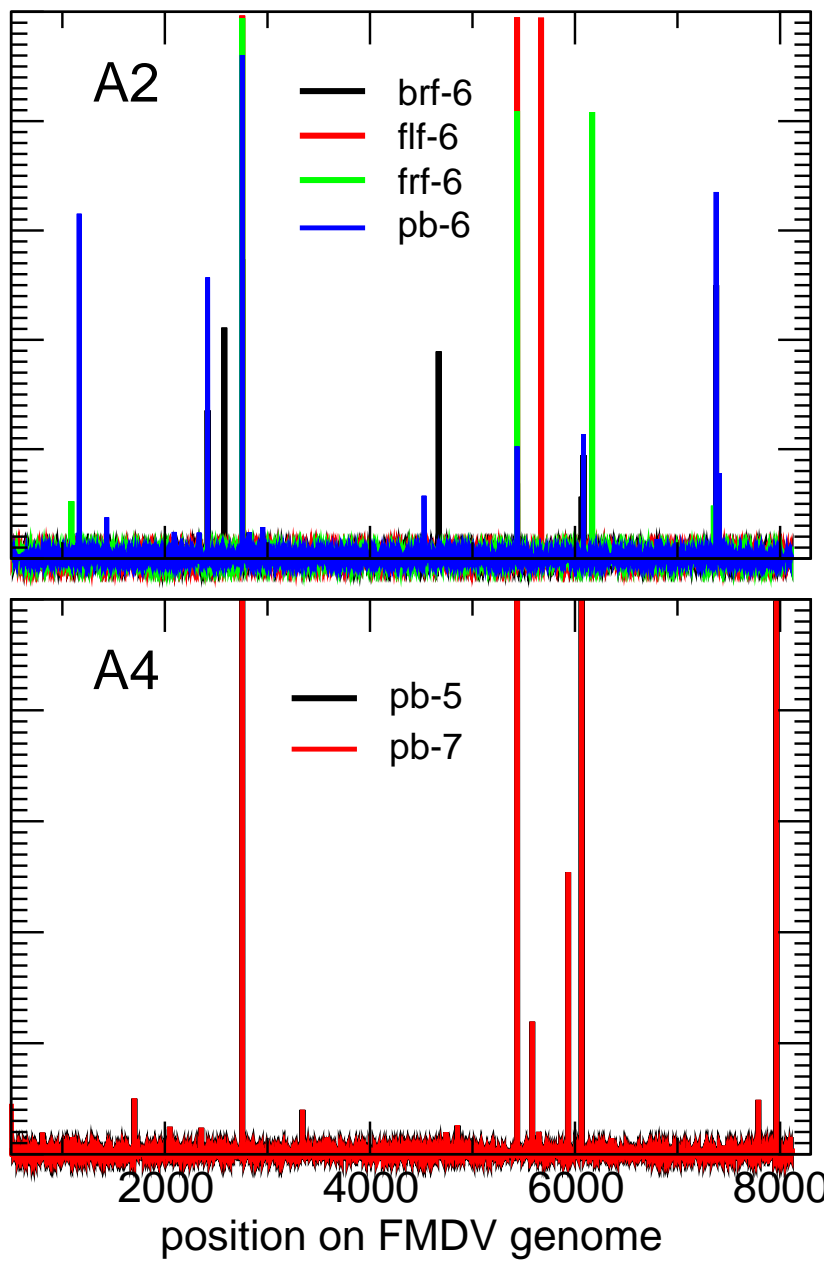 A2
brf-6
flf-6
frf-6
pb-6
A4
pb-5
pb-7
2000 4000 6000 8000
position on FMDV genome